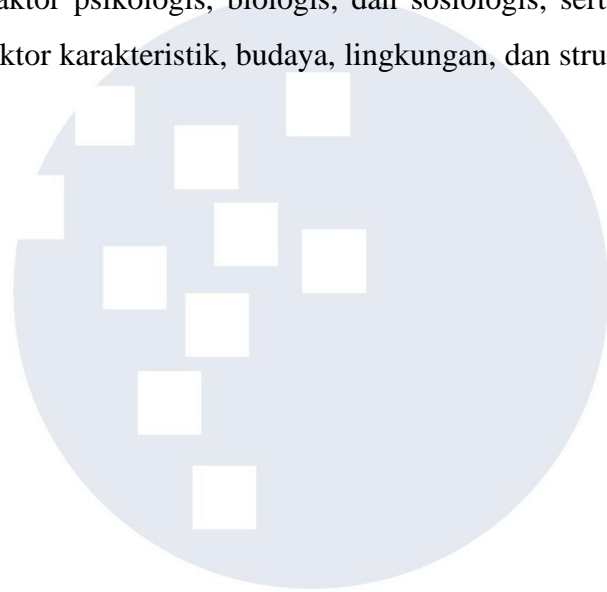 aktor psikologis, biologis, dan sosiologis, sert
ktor karakteristik, budaya, lingkungan, dan stru